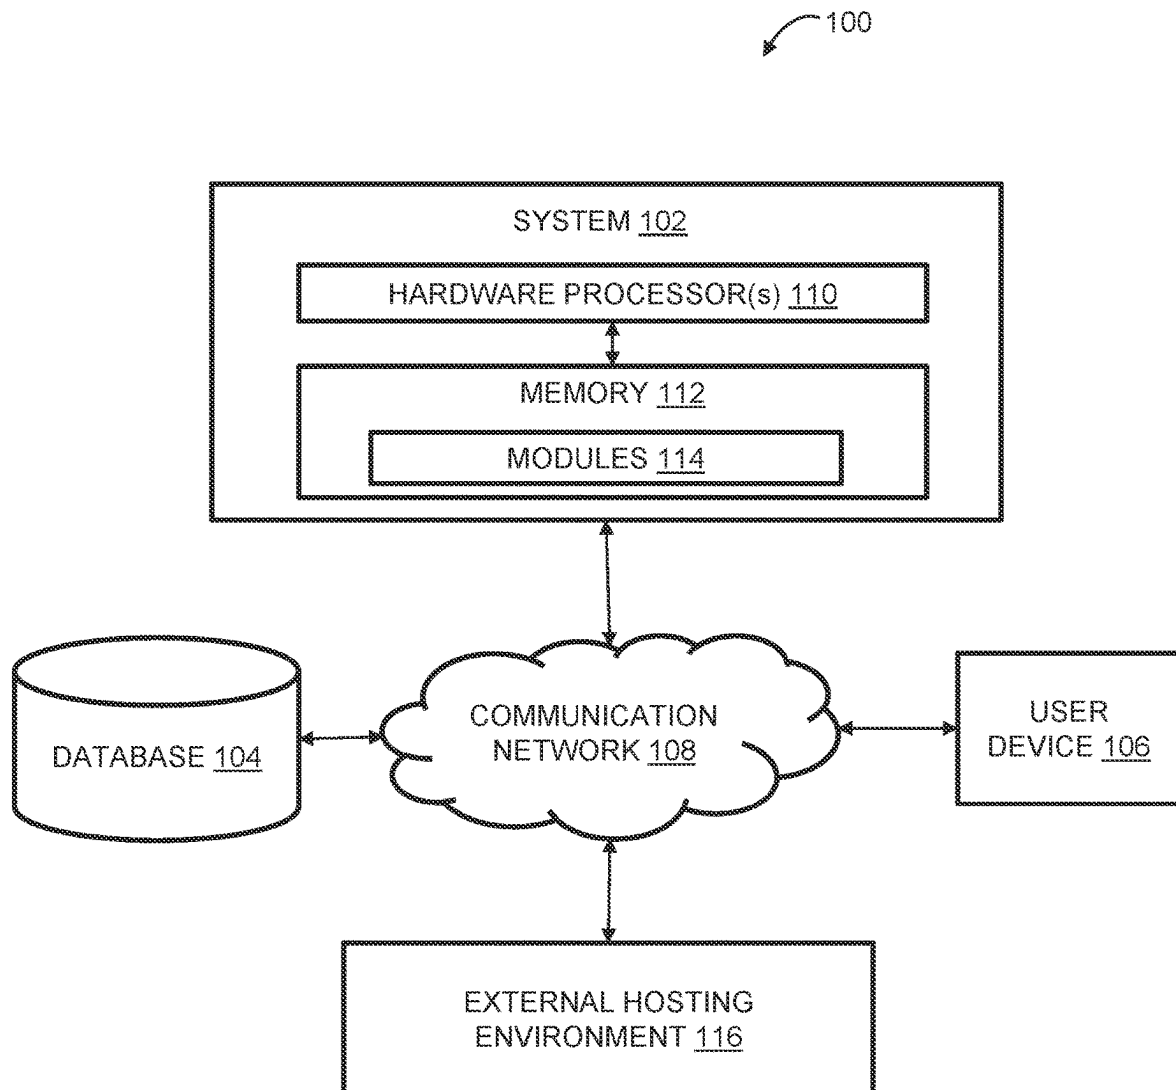 100
SYSTEM 102
HARDWARE PROCESSOR(s) 110
MEMORY 112
MODULES 114
DATABASE 104
COMMUNICATION
NETWORK 108
USER
DEVICE 106
EXTERNAL HOSTING
ENVIRONMENT 116